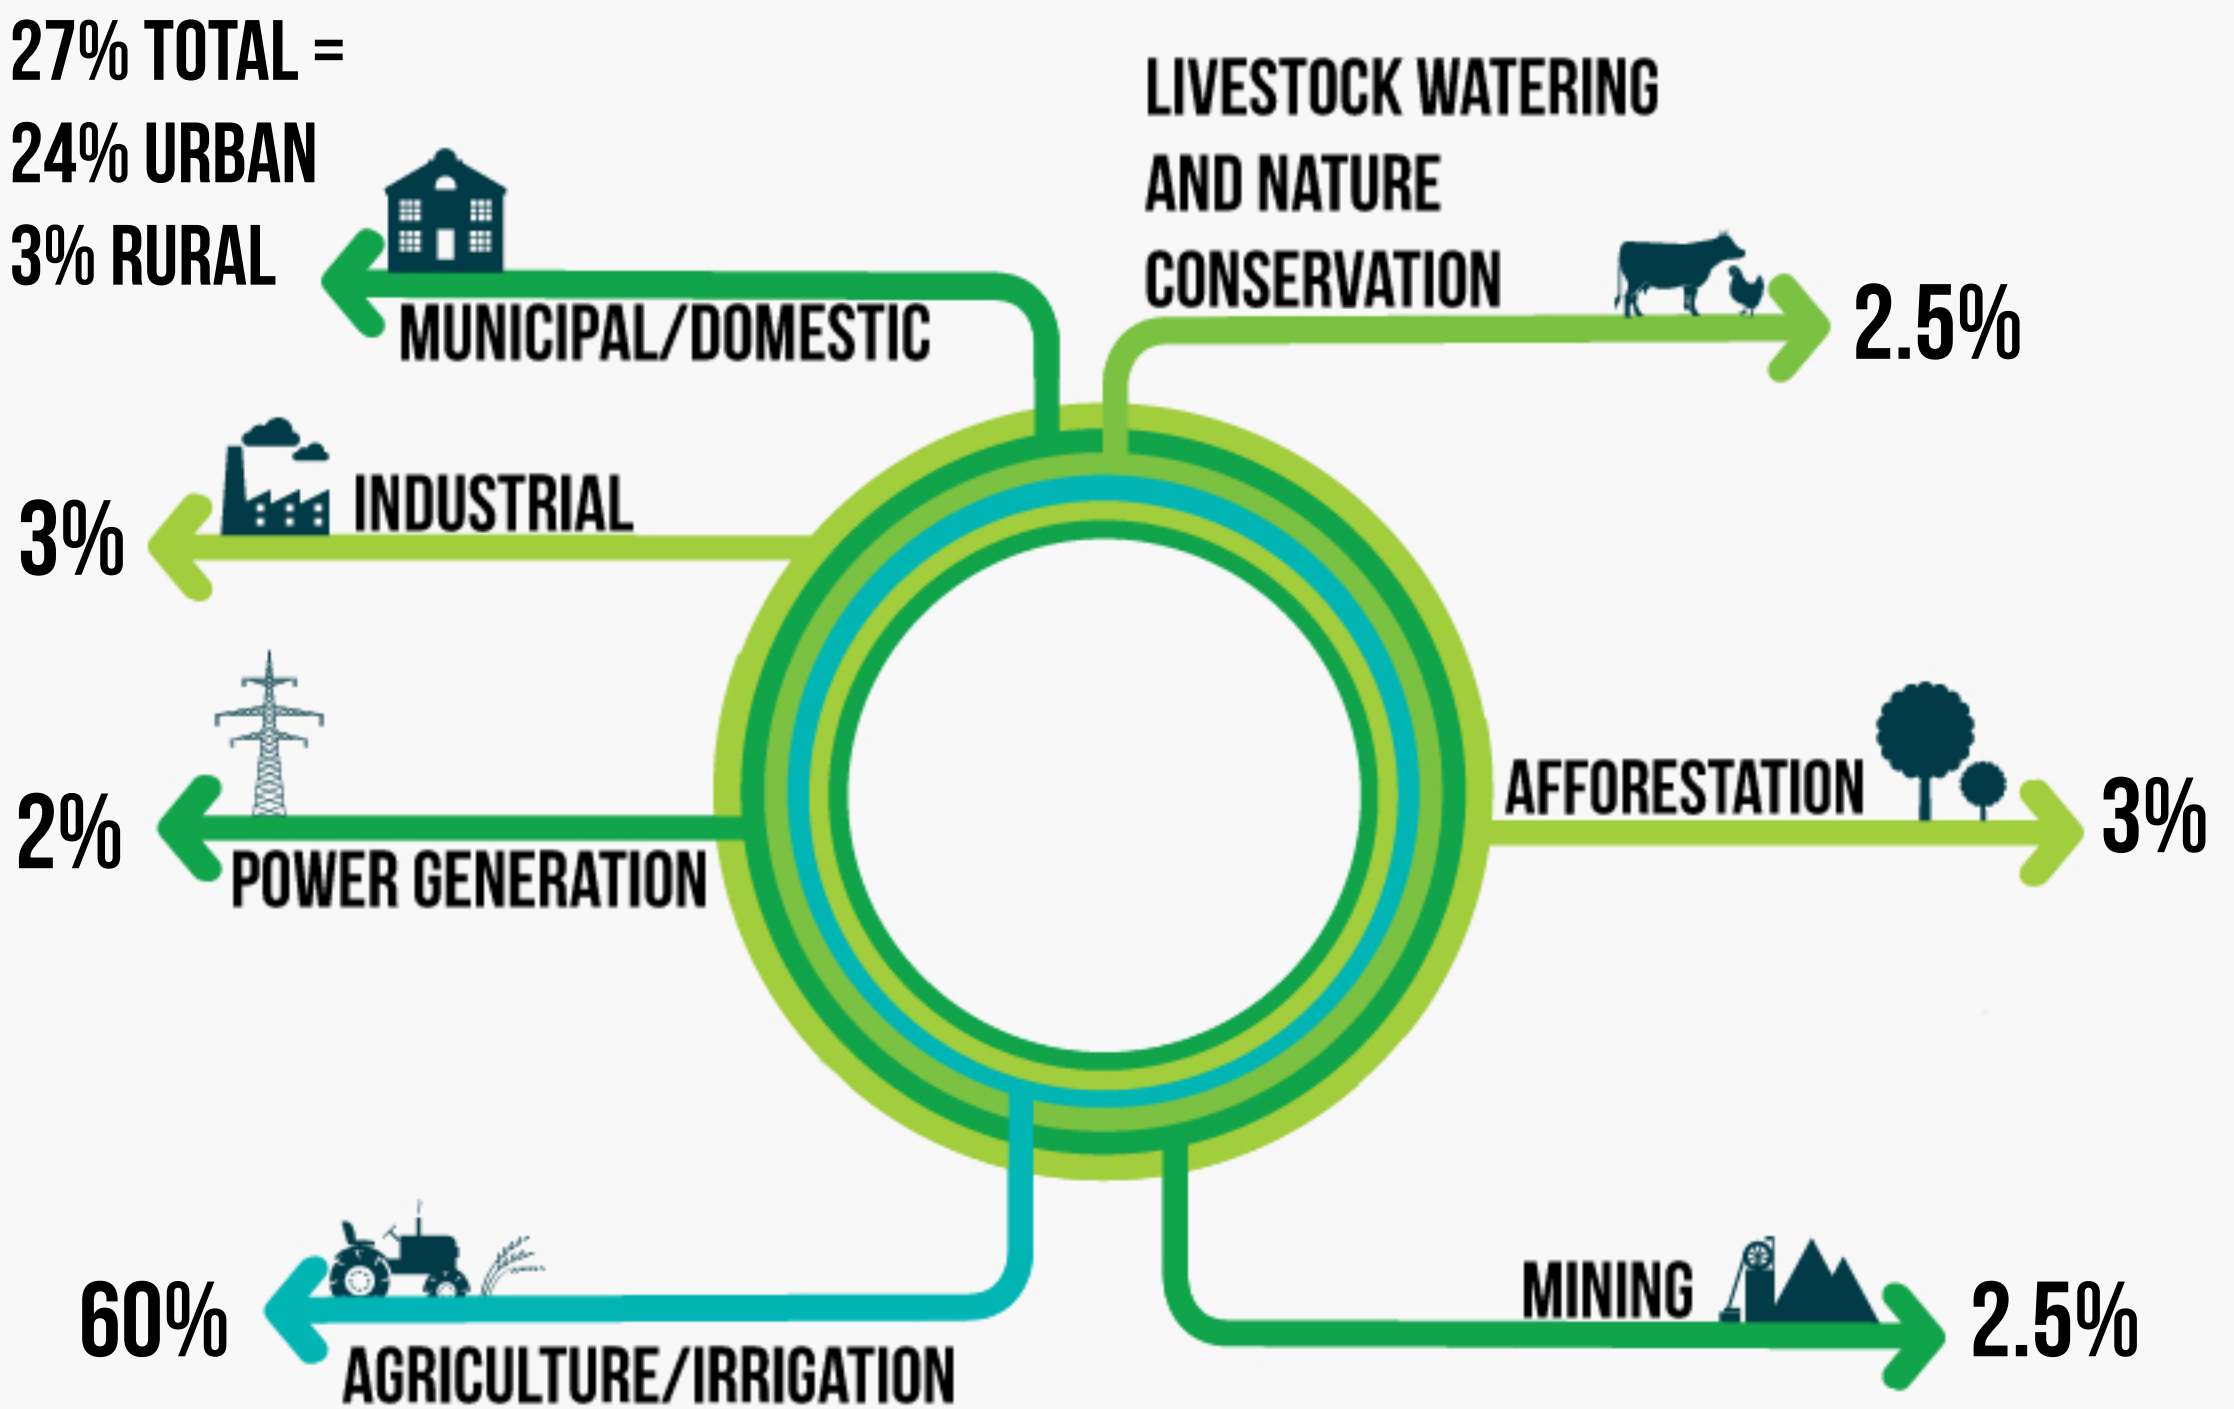 27% TOTAL =
24% URBAN
3% RURAL
MUNICIPAL/DOMESTIC
LIVESTOCK WATERING
AND NATURE
CONSERVATION
2.5%
INDUSTRIAL
3%
2%
POWER GENERATION
AFFORESTATION
3%
60%
AGRICULTURE/IRRIGATION
MINING
2.5%